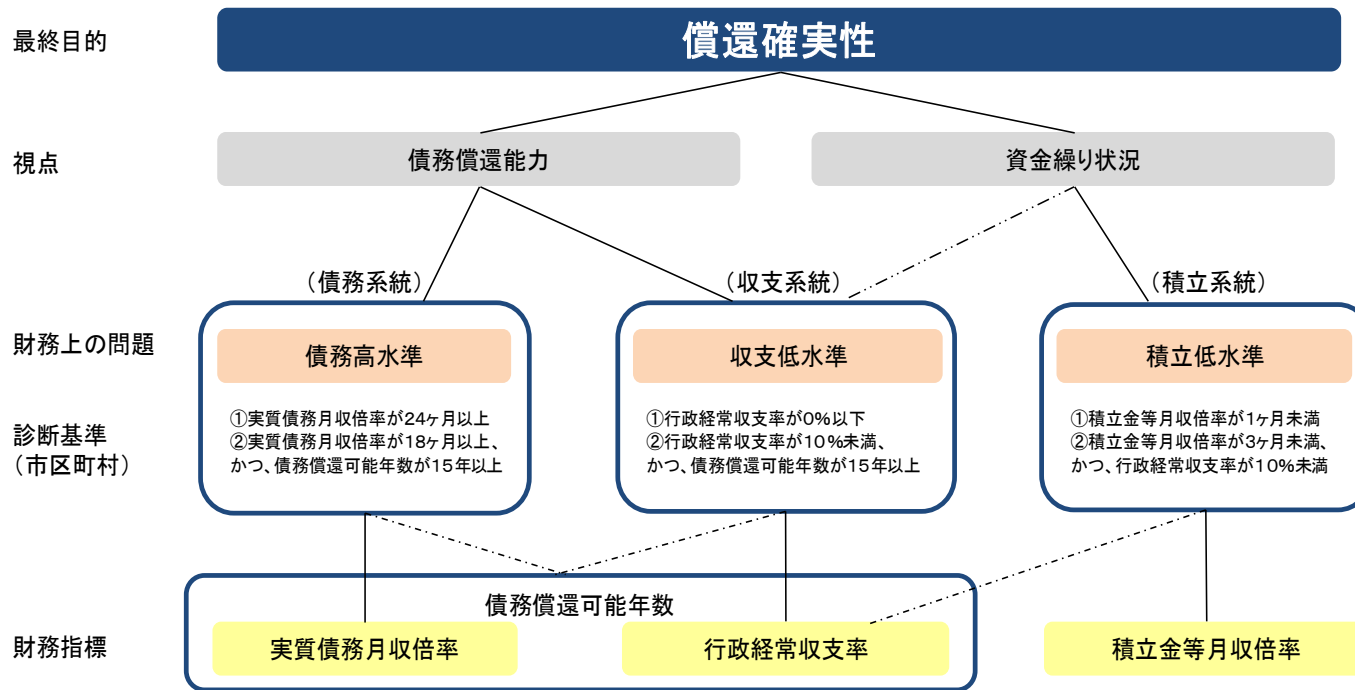 最終目的
償還確実性
視点
債務償還能力
資金繰り状況
（債務系統）
（収支系統）
（積立系統）
財務上の問題
債務高水準
収支低水準
積立低水準
診断基準
（市区町村）
①実質債務月収倍率が24ヶ月以上
②実質債務月収倍率が18ヶ月以上、
かつ、債務償還可能年数が15年以上
①行政経常収支率が0％以下
②行政経常収支率が10％未満、
かつ、債務償還可能年数が15年以上
①積立金等月収倍率が1ヶ月未満
②積立金等月収倍率が3ヶ月未満、
かつ、行政経常収支率が10％未満
債務償還可能年数
財務指標
実質債務月収倍率
行政経常収支率
積立金等月収倍率